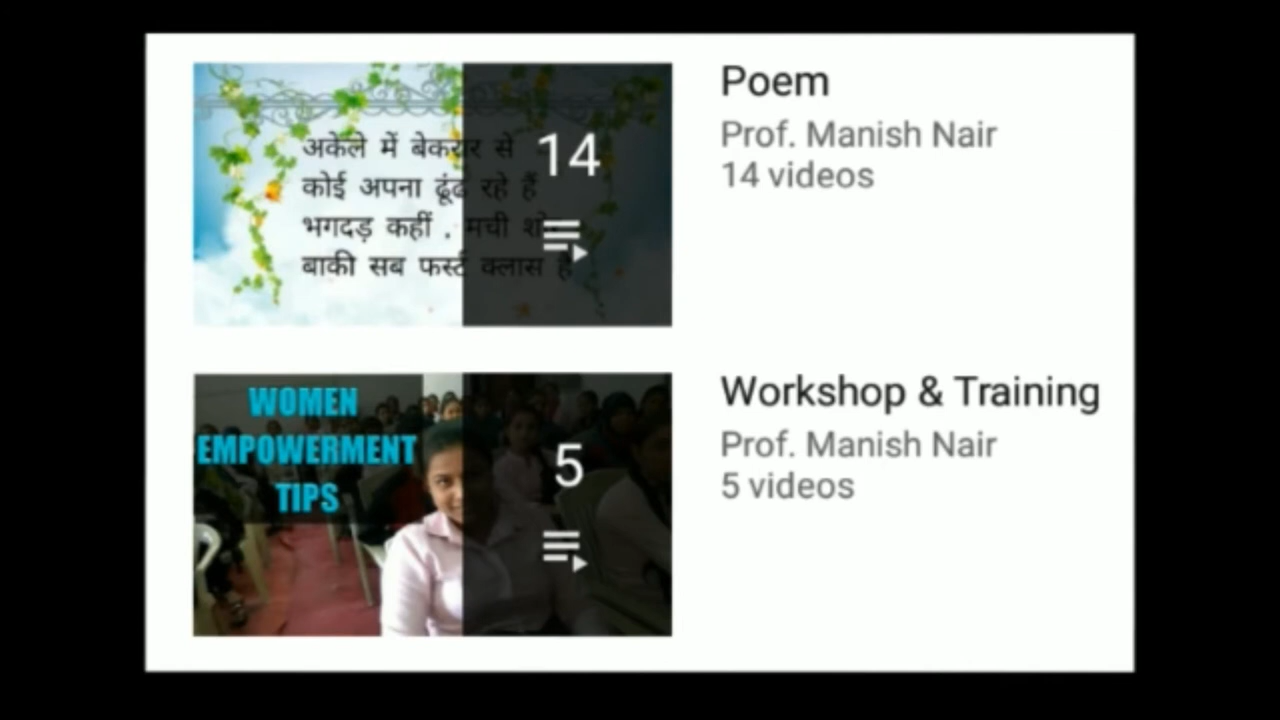 अकेले में बेकरार से
कोई अपना ढूंढ रहे हैं
भगदड़ कहीं , मची
बाकी सब फर्स्ट क्लास है
14
Poem
Prof. Manish Nair
14 videos
WOMEN
EMPOWERMENT
TIPS
5
Workshop & Training
Prof. Manish Nair
5 videos